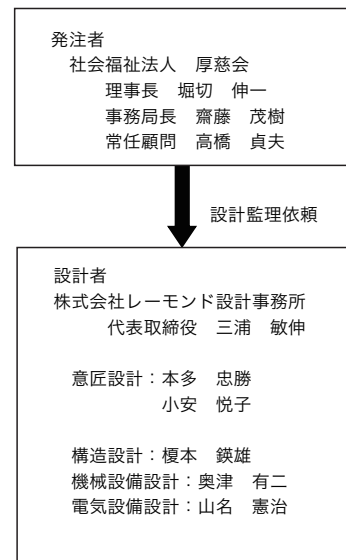 発注者
社会福祉法人　厚慈会
理事長　堀切　伸一
事務局長　齋藤　茂樹
常任顧問　高橋　貞夫
設計監理依頼
設計者
株式会社レーモンド設計事務所
代表取締役　三浦　敏伸
意匠設計：本多　忠勝
小安　悦子
構造設計：榎本　鍈雄
機械設備設計：奥津　有二
電気設備設計：山名　憲治